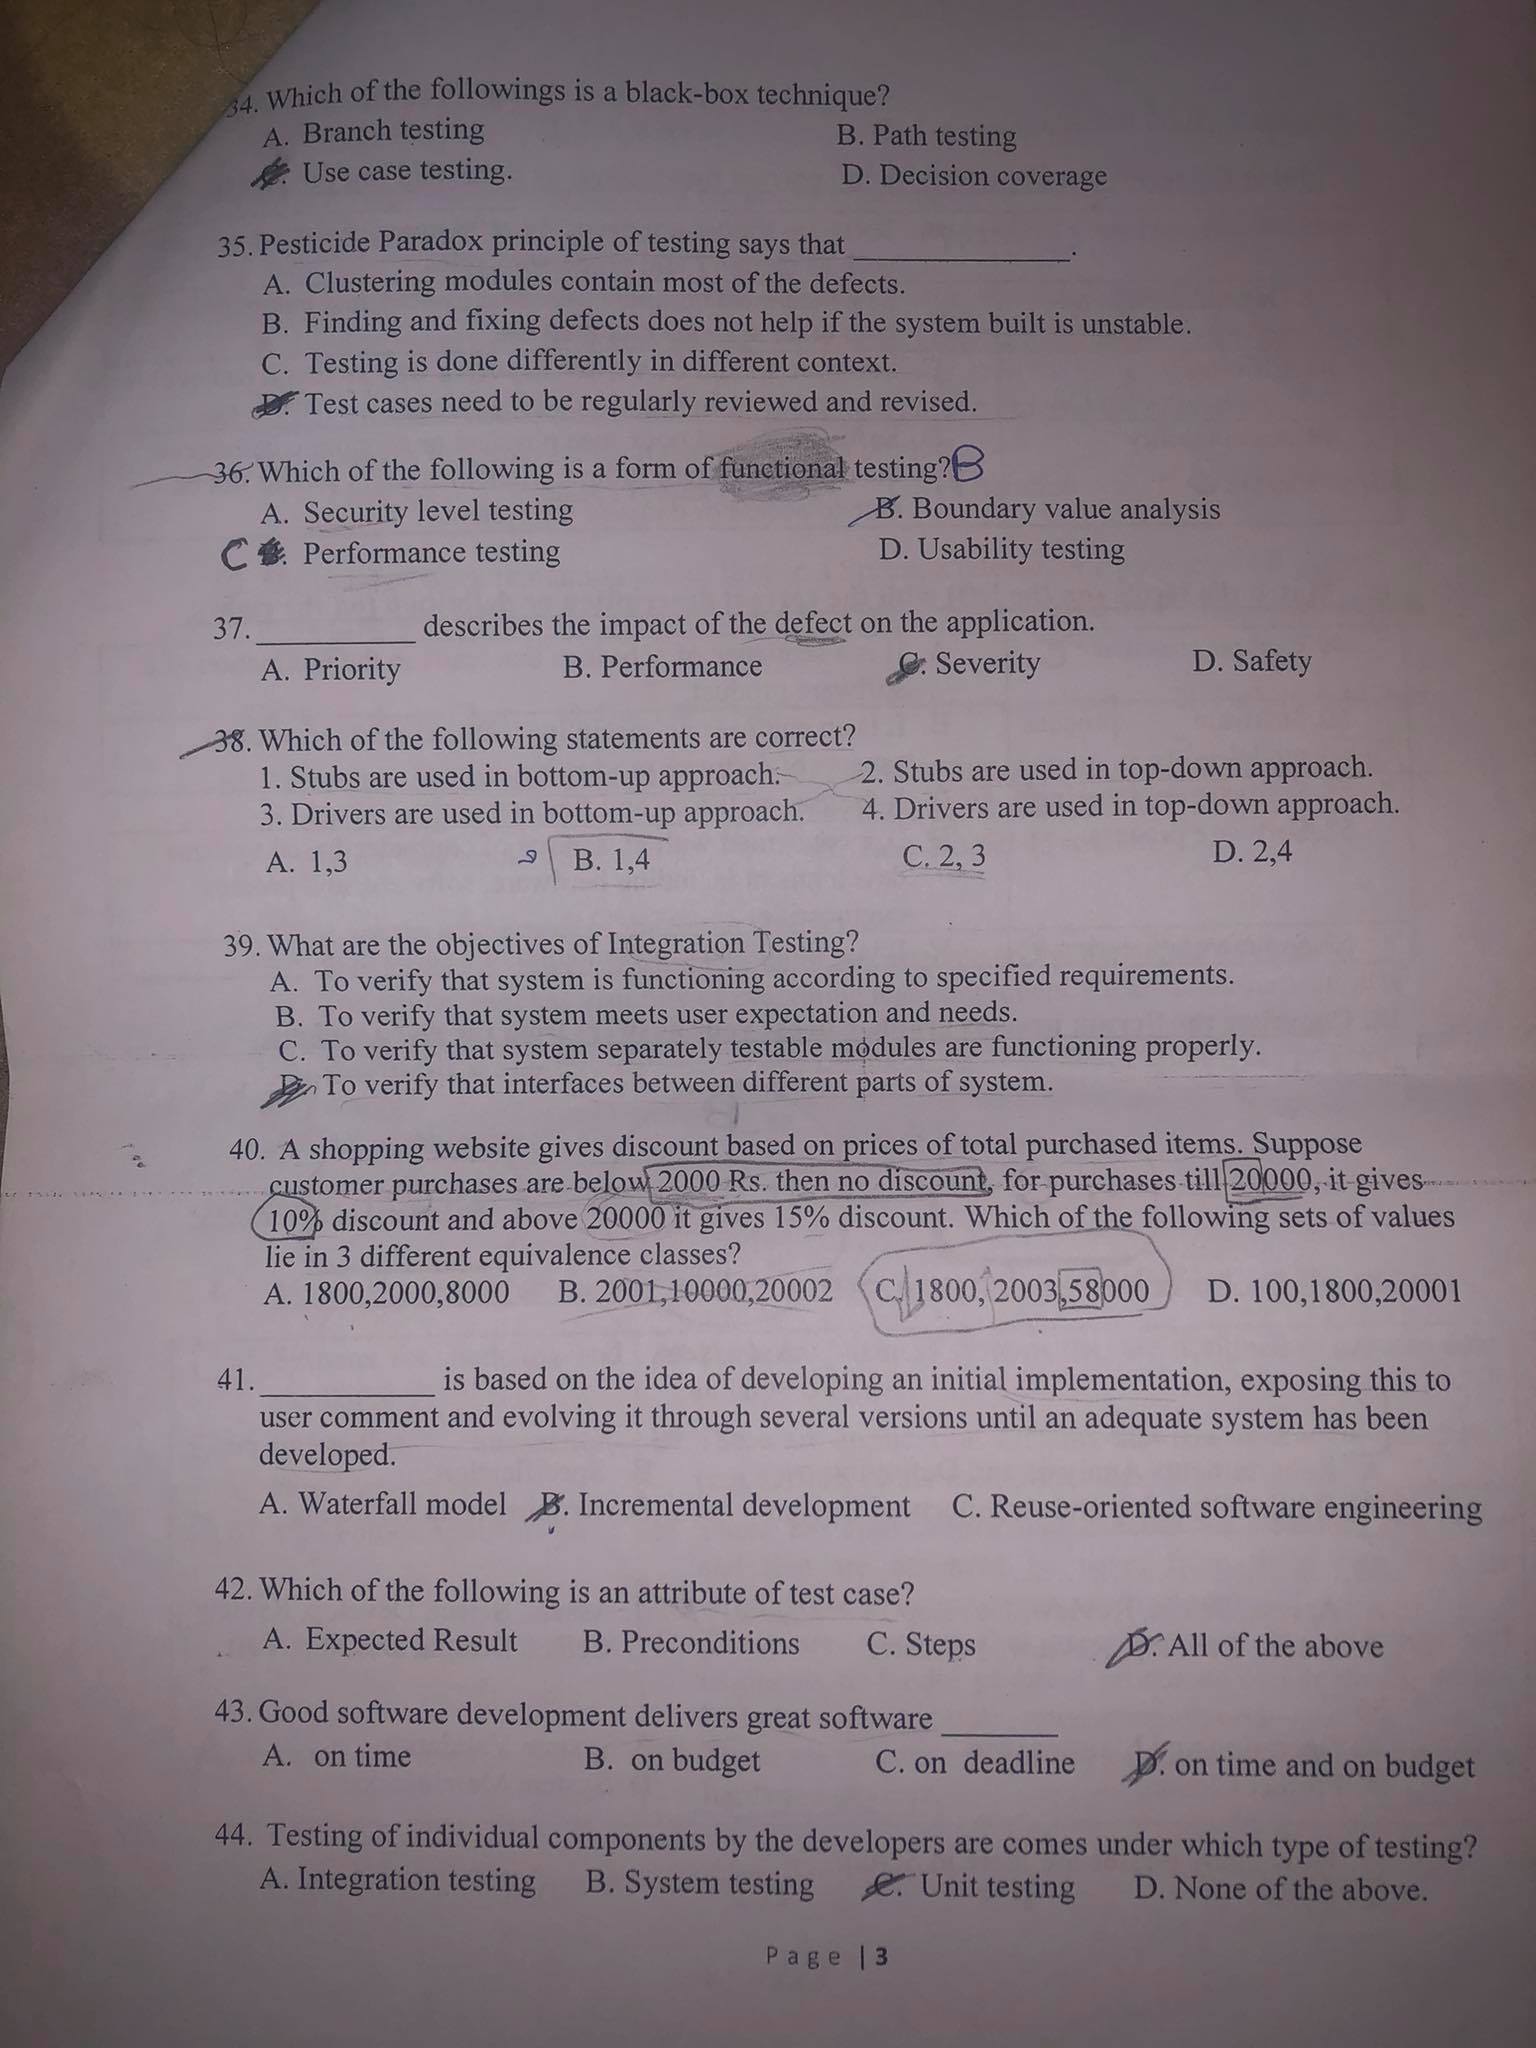 34. Which of the followings is a black-box technique?
A. Branch testing B. Path testing
C. Use case testing. D. Decision coverage
35. Pesticide Paradox principle of testing says that ____________.
A. Clustering modules contain most of the defects.
B. Finding and fixing defects does not help if the system built is unstable.
C. Testing is done differently in different context.
D. Test cases need to be regularly reviewed and revised.
36. Which of the following is a form of functional testing? B
A. Security level testing B. Boundary value analysis
C Performance testing D. Usability testing
37. __________ describes the impact of the defect on the application.
A. Priority B. Performance C. Severity D. Safety
38. Which of the following statements are correct?
1. Stubs are used in bottom-up approach. 2. Stubs are used in top-down approach.
3. Drivers are used in bottom-up approach. 4. Drivers are used in top-down approach.
A. 1,3 B. 1,4 C. 2, 3 D. 2,4
39. What are the objectives of Integration Testing?
A. To verify that system is functioning according to specified requirements.
B. To verify that system meets user expectation and needs.
C. To verify that system separately testable modules are functioning properly.
D. To verify that interfaces between different parts of system.
40. A shopping website gives discount based on prices of total purchased items. Suppose
customer purchases are below 2000 Rs. then no discount, for purchases till 20000, it gives
10% discount and above 20000 it gives 15% discount. Which of the following sets of values
lie in 3 different equivalence classes?
A. 1800,2000,8000 B. 2001,10000,20002 C. 1800, 2003,58000 D. 100,1800,20001
41. ___________ is based on the idea of developing an initial implementation, exposing this to
user comment and evolving it through several versions until an adequate system has been
developed.
A. Waterfall model B. Incremental development C. Reuse-oriented software engineering
42. Which of the following is an attribute of test case?
A. Expected Result B. Preconditions C. Steps D. All of the above
43. Good software development delivers great software _______
A. on time B. on budget C. on deadline D. on time and on budget
44. Testing of individual components by the developers are comes under which type of testing?
A. Integration testing B. System testing C. Unit testing D. None of the above.
Page | 3